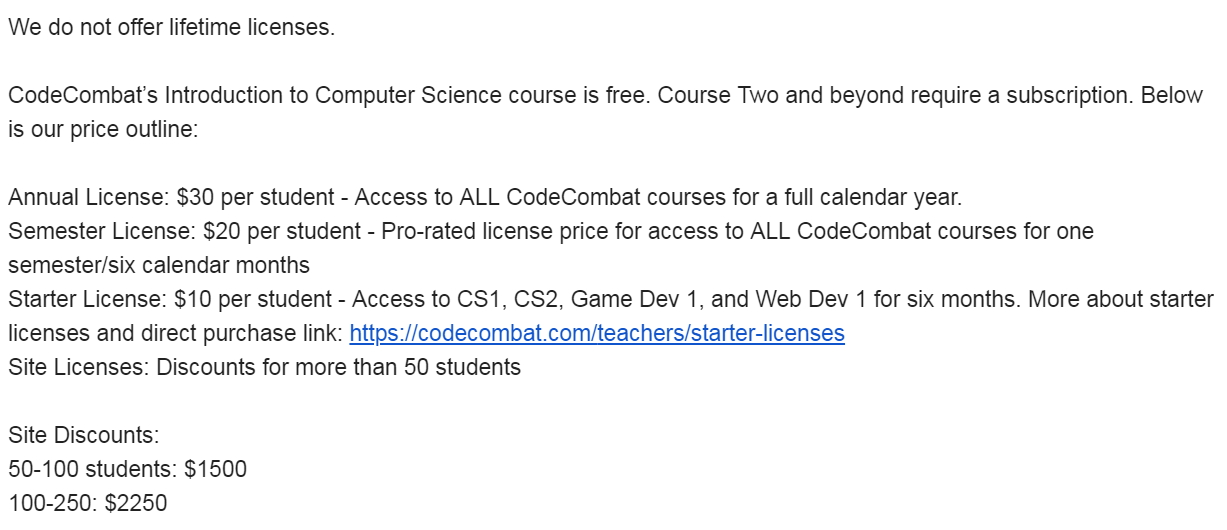 We do not offer lifetime licenses.
CodeCombat’s Introduction to Computer Science course is free. Course Two and beyond require a subscription. Below
is our price outline:
Annual License: $30 per student - Access to ALL CodeCombat courses for a full calendar year.
Semester License: $20 per student - Pro-rated license price for access to ALL CodeCombat courses for one
semester/six calendar months
Starter License: $10 per student - Access to CS1, CS2, Game Dev 1, and Web Dev 1 for six months. More about starter
licenses and direct purchase link: https://codecombat.com/teachers/starter-licenses
Site Licenses: Discounts for more than 50 students
Site Discounts:
50-100 students: $1500
100-250: $2250